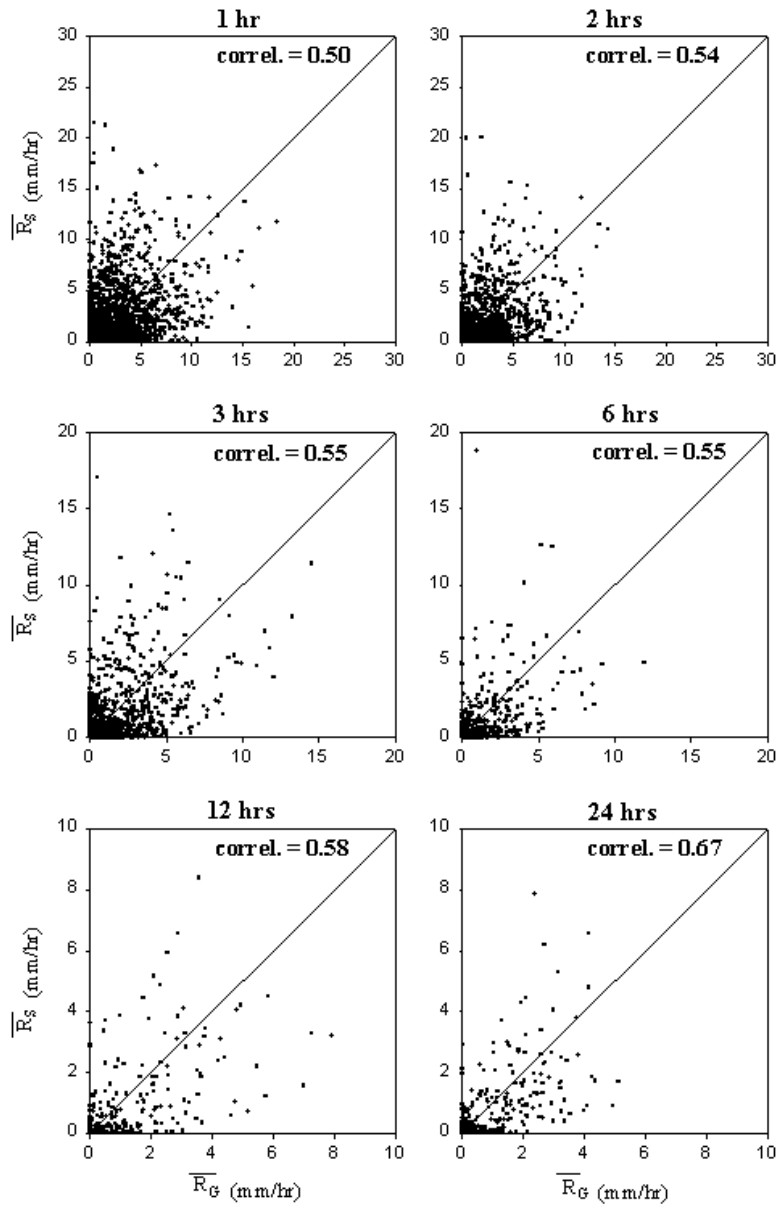 1 hr
2 hrs
correl. = 0.50
correl. = 0.54
30
25
20
15
10
5
0
R̅s (mm/hr)
0 5 10 15 20 25 30
30
25
20
15
10
5
0
0 5 10 15 20 25 30
3 hrs
6 hrs
correl. = 0.55
correl. = 0.55
20
15
10
5
0
R̅s (mm/hr)
0 5 10 15 20
20
15
10
5
0
0 5 10 15 20
12 hrs
24 hrs
correl. = 0.58
correl. = 0.67
10
8
6
4
2
0
R̅s (mm/hr)
0 2 4 6 8 10
10
8
6
4
2
0
0 2 4 6 8 10
R̅G (mm/hr)
R̅G (mm/hr)